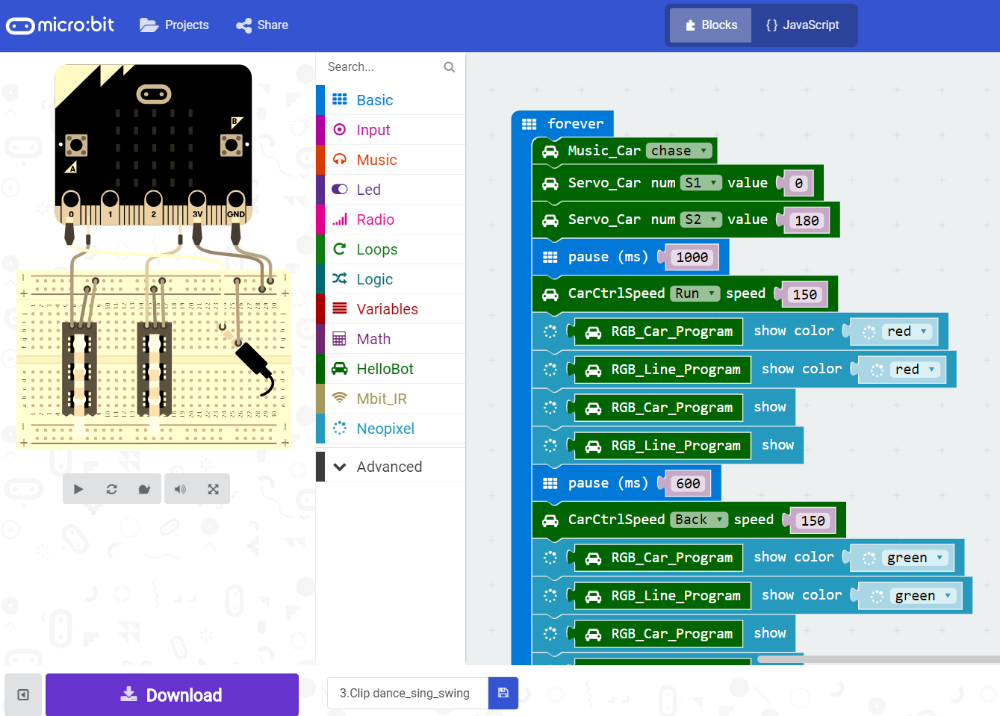 micro:bit
Projects
Share
Blocks
{ } JavaScript
Search...
Basic
Input
Music
Led
Radio
Loops
Logic
Variables
Math
HelloBot
Mbit_IR
Neopixel
Advanced
A
B
0 1 2 3V GND
forever
Music_Car chase
Servo_Car num S1 value 0
Servo_Car num S2 value 180
pause (ms) 1000
CarCtrlSpeed Run speed 150
RGB_Car_Program show color red
RGB_Line_Program show color red
RGB_Car_Program show
RGB_Line_Program show
pause (ms) 600
CarCtrlSpeed Back speed 150
RGB_Car_Program show color green
RGB_Line_Program show color green
RGB_Car_Program show
Download
3.Clip dance_sing_swing